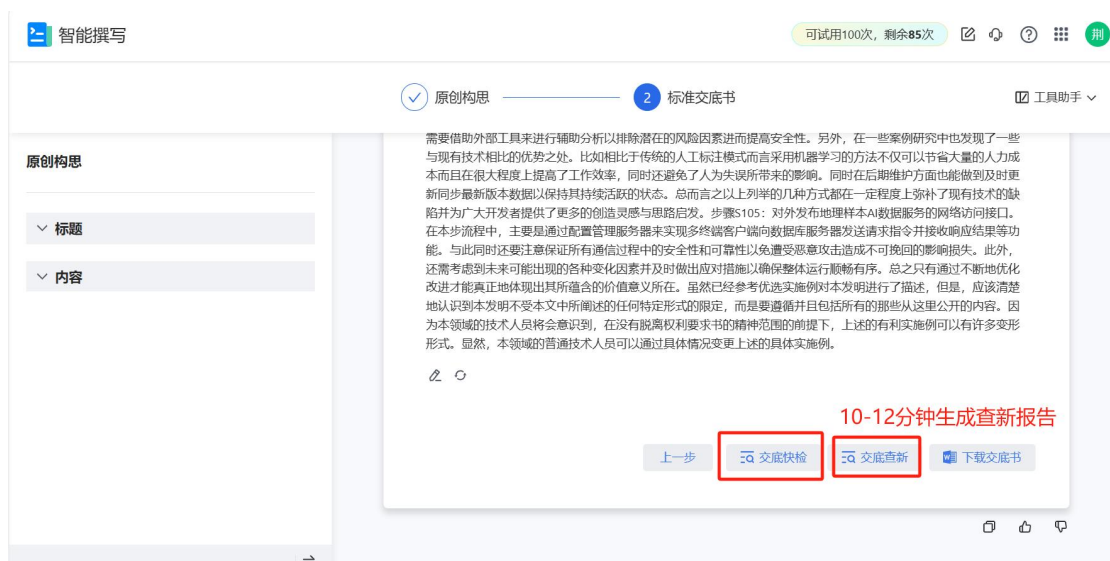 智能撰写
可试用100次，剩余85次
荆
原创构思
2 标准交底书
工具助手
原创构思
标题
内容
需要借助外部工具来进行辅助分析以排除潜在的风险因素进而提高安全性。另外，在一些案例研究中也发现了一些
与现有技术相比的优势之处。比如相比于传统的人工标注模式而言采用机器学习的方法不仅可以节省大量的人力成
本而且在很大程度上提高了工作效率，同时还避免了人为失误所带来的影响。同时在后期维护方面也能做到及时更
新同步最新版本数据以保持其持续活跃的状态。总而言之以上列举的几种方式都在一定程度上弥补了现有技术的缺
陷并为广大开发者提供了更多的创造灵感与思路启发。步骤S105：对外发布地理样本AI数据服务的网络访问接口。
在本步流程中，主要是通过配置管理服务器来实现多终端客户端向数据库服务器发送请求指令并接收响应结果等功
能。与此同时还要注意保证所有通信过程中的安全性和可靠性以免遭受恶意攻击造成不可挽回的影响损失。此外，
还需考虑到未来可能出现的各种变化因素并及时做出应对措施以确保整体运行顺畅有序。总之只有通过不断地优化
改进才能真正地体现出其所蕴含的价值意义所在。虽然已经参考优选实施例对本发明进行了描述，但是，应该清楚
地认识到本发明不受本文中所阐述的任何特定形式的限定，而是要遵循并且包括所有的那些从这里公开的内容。因
为本领域的技术人员将会意识到，在没有脱离权利要求书的精神范围的前提下，上述的有利实施例可以有许多变形
形式。显然，本领域的普通技术人员可以通过具体情况变更上述的具体实施例。
10-12分钟生成查新报告
上一步
交底快检
交底查新
下载交底书